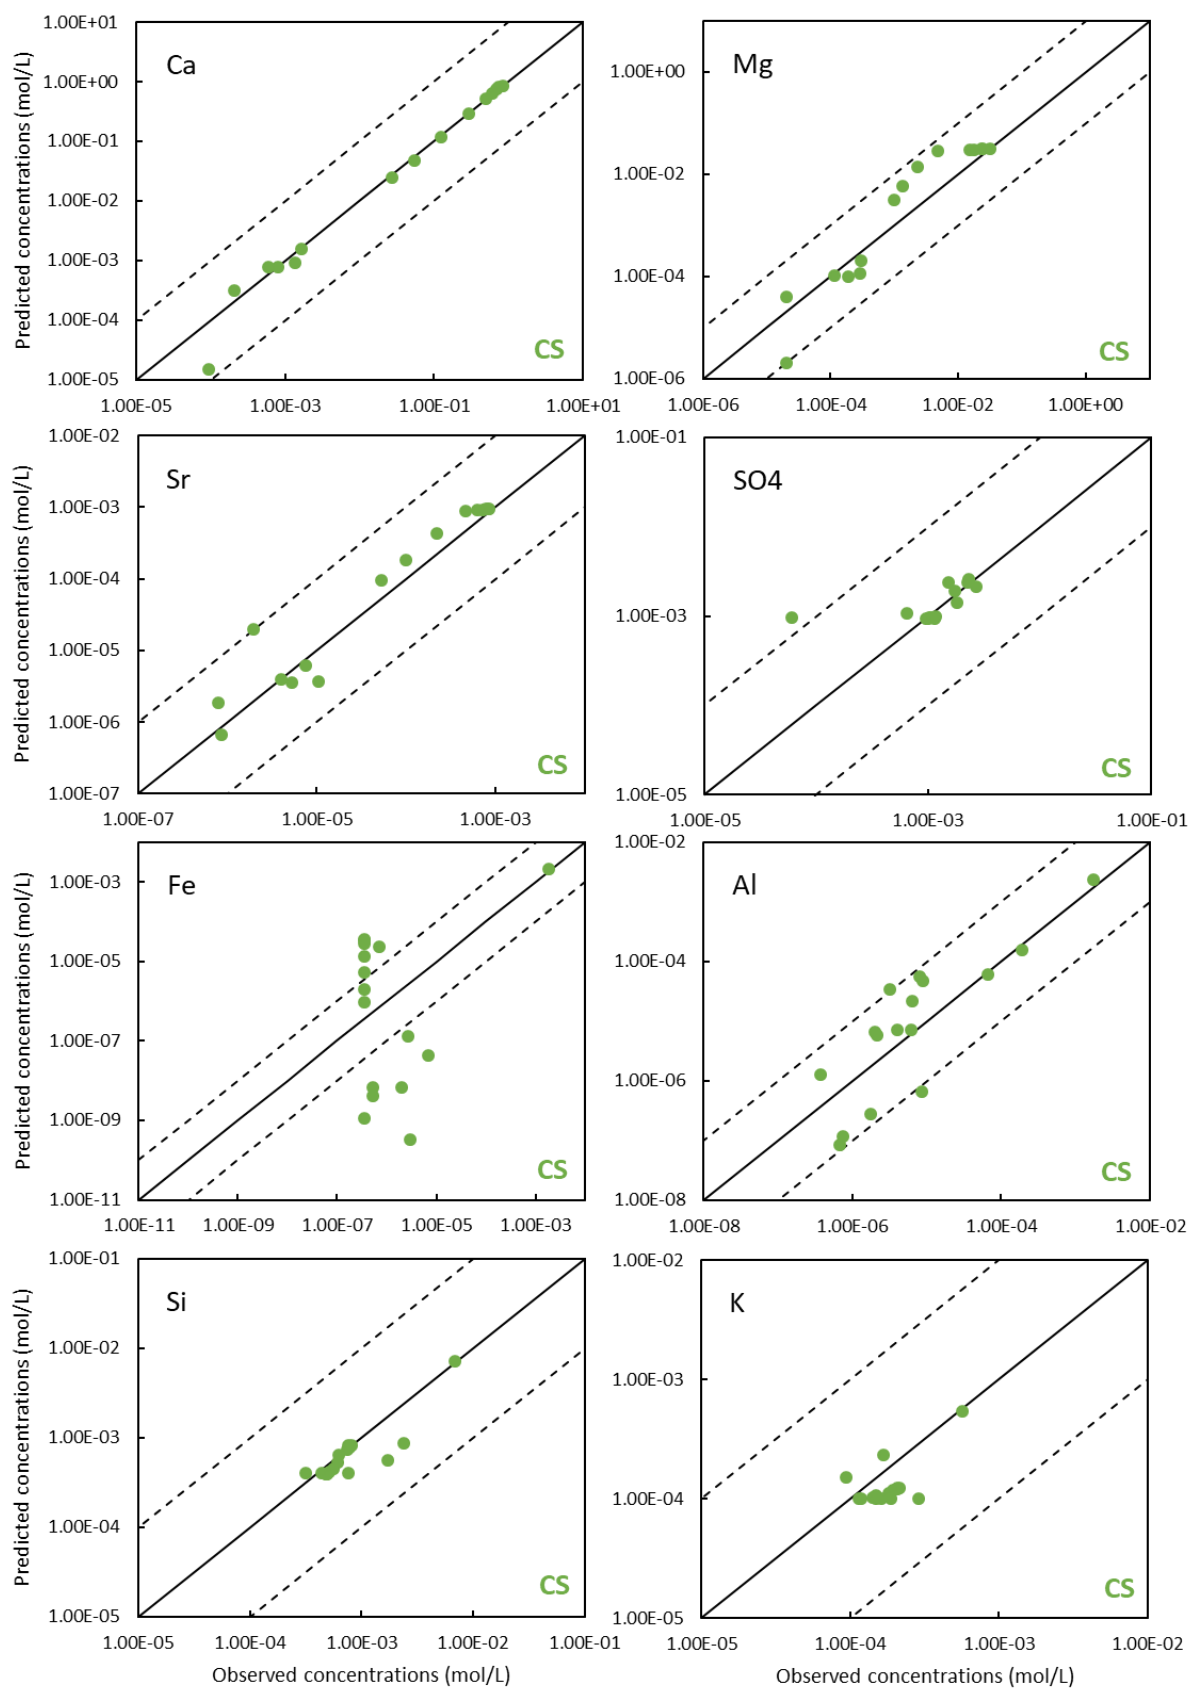 1.00E+01
1.00E+00
1.00E-01
1.00E-02
1.00E-03
1.00E-04
1.00E-05
Predicted concentrations (mol/L)
Ca
CS
1.00E-05 1.00E-03 1.00E-01 1.00E+01
1.00E+00
1.00E-02
1.00E-04
1.00E-06
Mg
CS
1.00E-06 1.00E-04 1.00E-02 1.00E+00
1.00E-02
1.00E-03
1.00E-04
1.00E-05
1.00E-06
1.00E-07
Predicted concentrations (mol/L)
Sr
CS
1.00E-07 1.00E-05 1.00E-03
1.00E-01
1.00E-03
1.00E-05
SO4
CS
1.00E-05 1.00E-03 1.00E-01
1.00E-03
1.00E-05
1.00E-07
1.00E-09
1.00E-11
Predicted concentrations (mol/L)
Fe
CS
1.00E-11 1.00E-09 1.00E-07 1.00E-05 1.00E-03
1.00E-02
1.00E-04
1.00E-06
1.00E-08
Al
CS
1.00E-08 1.00E-06 1.00E-04 1.00E-02
1.00E-01
1.00E-02
1.00E-03
1.00E-04
1.00E-05
Predicted concentrations (mol/L)
Si
CS
1.00E-05 1.00E-04 1.00E-03 1.00E-02 1.00E-01
Observed concentrations (mol/L)
1.00E-02
1.00E-03
1.00E-04
1.00E-05
K
CS
1.00E-05 1.00E-04 1.00E-03 1.00E-02
Observed concentrations (mol/L)